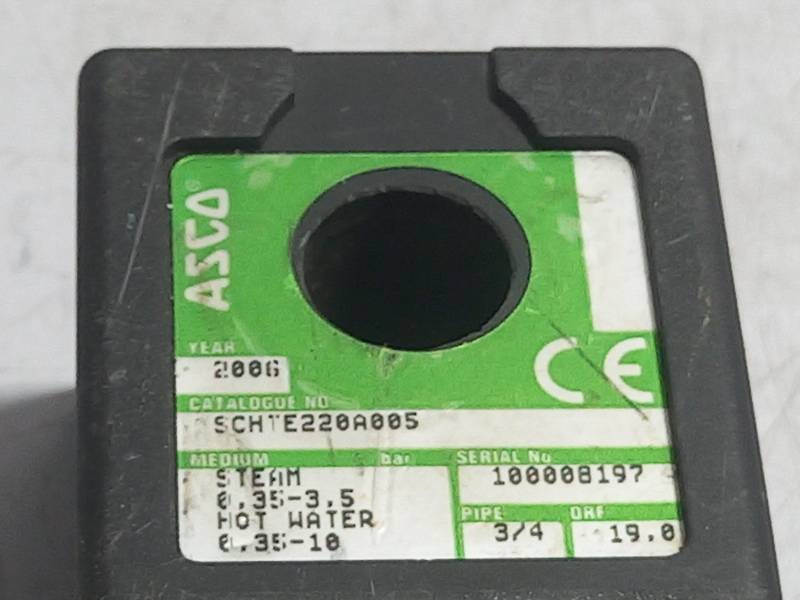 ASCO®
YEAR
2006
CE
CATALOGUE NO
SCHTE220A005
MEDIUM bar SERIAL No
STEAM 100008197
0.35-3.5
HOT WATER PIPE ORF
0.35-10 3/4 19.0